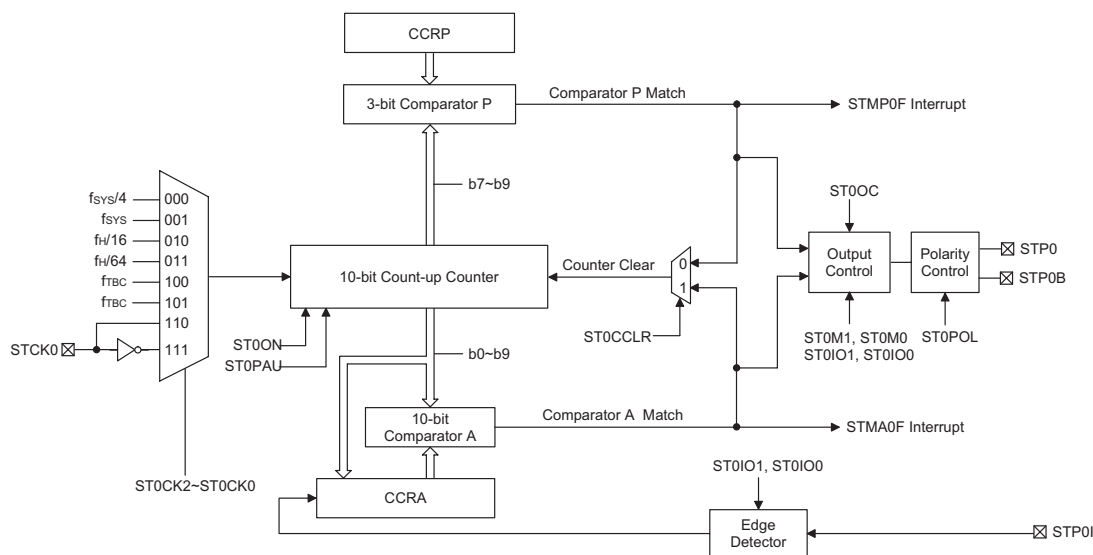 CCRP
3-bit Comparator P
Comparator P Match
STMP0F Interrupt
b7~b9
fSYS/4
000
fSYS
001
fH/16
010
fH/64
011
fTBC
100
fTBC
101
110
111
STCK0
ST0CK2~ST0CK0
10-bit Count-up Counter
ST0ON
ST0PAU
Counter Clear
0
1
ST0CCLR
ST0OC
Output
Control
ST0M1, ST0M0
ST0IO1, ST0IO0
Polarity
Control
ST0POL
STP0
STP0B
b0~b9
10-bit
Comparator A
Comparator A Match
STMA0F Interrupt
CCRA
ST0IO1, ST0IO0
Edge
Detector
STP0I